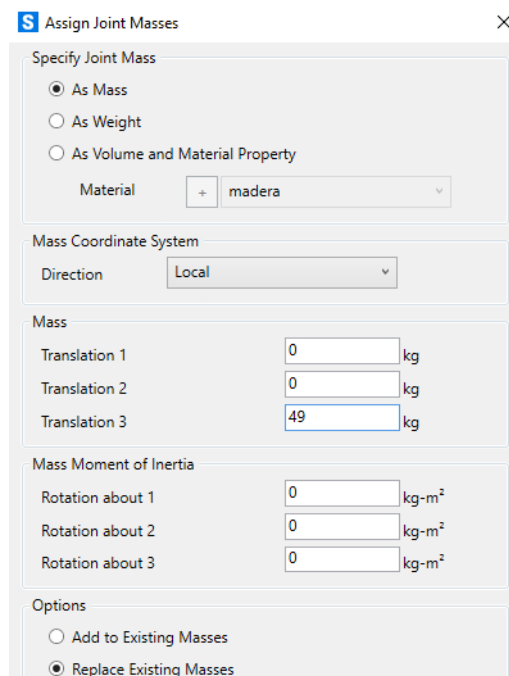 S Assign Joint Masses
Specify Joint Mass
As Mass
As Weight
As Volume and Material Property
Material + madera
Mass Coordinate System
Direction Local
Mass
Translation 1 0 kg
Translation 2 0 kg
Translation 3 49 kg
Mass Moment of Inertia
Rotation about 1 0 kg-m²
Rotation about 2 0 kg-m²
Rotation about 3 0 kg-m²
Options
Add to Existing Masses
Replace Existing Masses